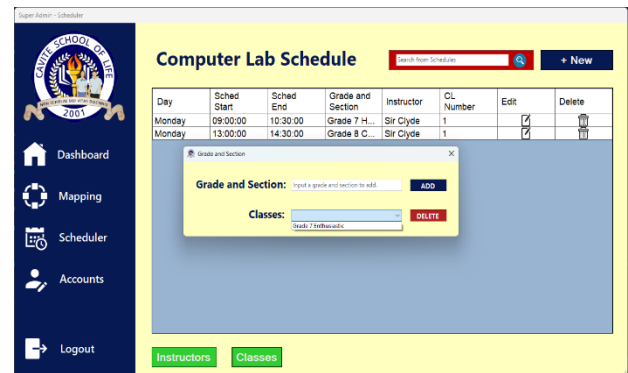 Super Admin - Scheduler
CAVITE SCHOOL OF LIFE
2001
Dashboard
Mapping
Scheduler
Accounts
Logout
Computer Lab Schedule
Search from Schedules
+ New
Day Sched Start Sched End Grade and Section Instructor CL Number Edit Delete
Monday 09:00:00 10:30:00 Grade 7 H... Sir Clyde 1
Monday 13:00:00 14:30:00 Grade 8 C... Sir Clyde 1
Grade and Section
Grade and Section: Input a grade and section to add. ADD
Classes: DELETE
Grade 7 Enthusiastic
Instructors Classes